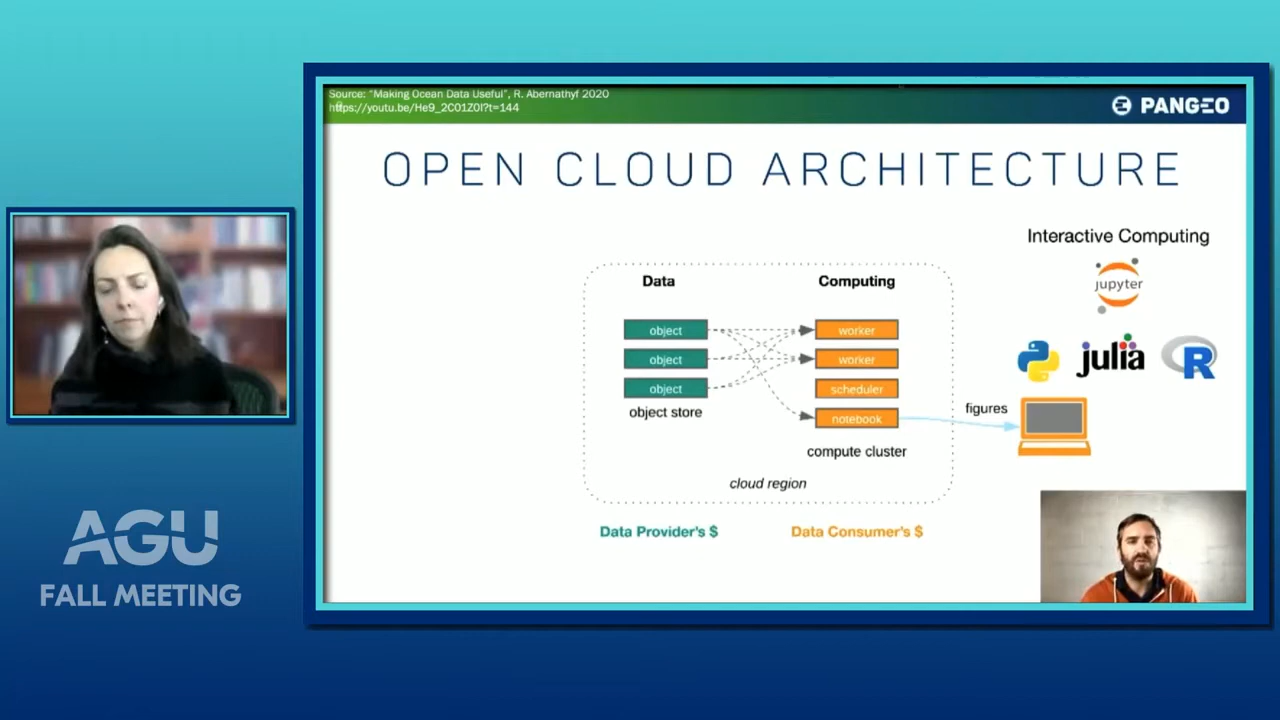 Source: "Making Ocean Data Useful", R. Abernathyf 2020
https://youtu.be/He9_2C01Z0I?t=144
PANGEO
OPEN CLOUD ARCHITECTURE
Interactive Computing
Data
Computing
jupyter
object
worker
object
worker
julia
R
object
scheduler
object store
notebook
figures
compute cluster
cloud region
Data Provider's $
Data Consumer's $
AGU
FALL MEETING